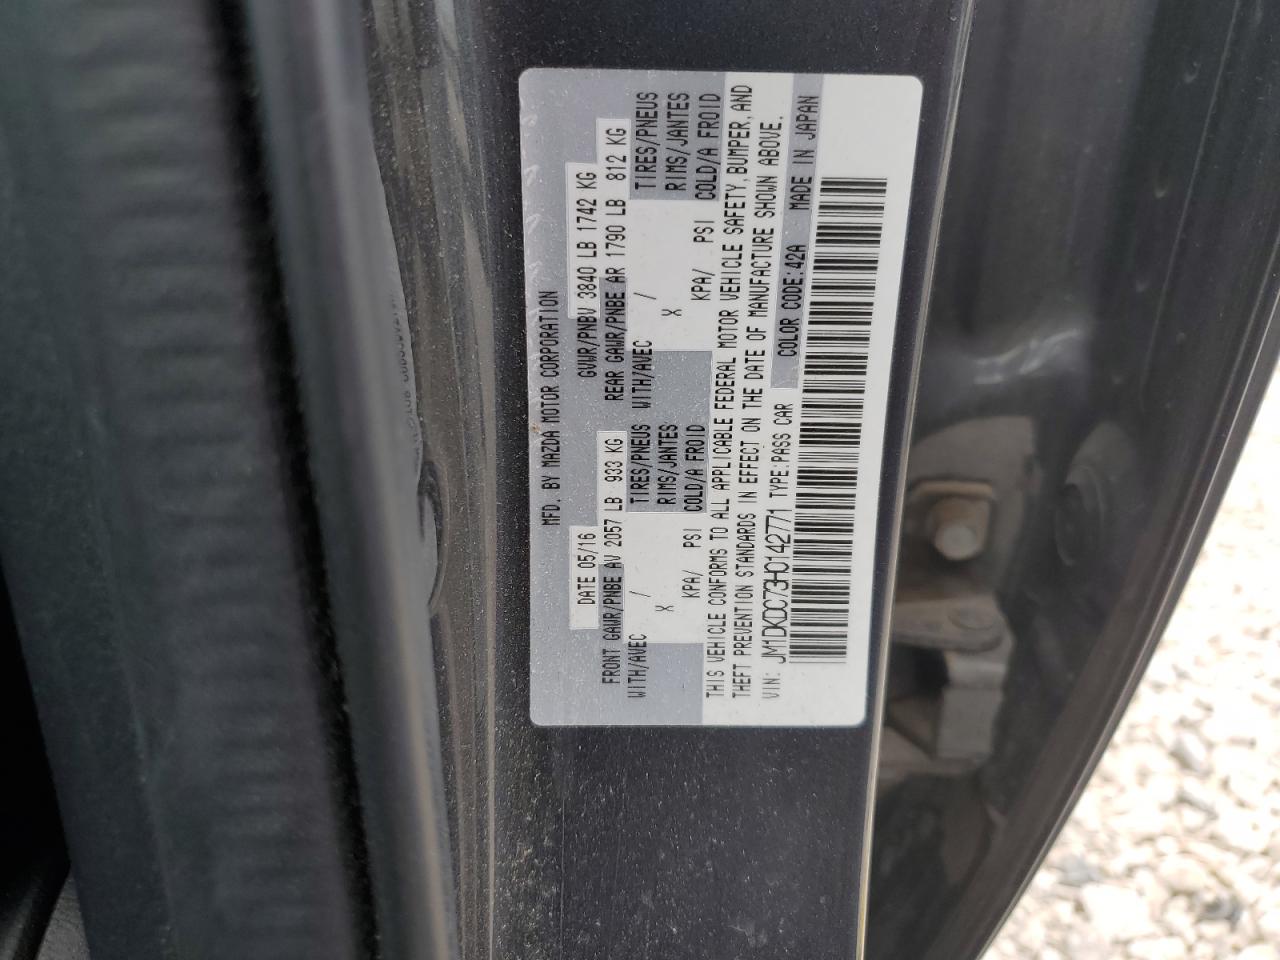 MFD. BY MAZDA MOTOR CORPORATION
DATE 05/16 GVWR/PNBV 3840 LB 1742 KG
FRONT GAWR/PNBE AV 2057 LB 933 KG REAR GAWR/PNBE AR 1790 LB 812 KG
WITH/AVEC / TIRES/PNEUS WITH/AVEC / TIRES/PNEUS
X RIMS/JANTES X RIMS/JANTES
KPA/ PSI COLD/A FROID KPA/ PSI COLD/A FROID
THIS VEHICLE CONFORMS TO ALL APPLICABLE FEDERAL MOTOR VEHICLE SAFETY, BUMPER, AND
THEFT PREVENTION STANDARDS IN EFFECT ON THE DATE OF MANUFACTURE SHOWN ABOVE.
VIN: JM1DKDC73H0142771 TYPE:PASS CAR COLOR CODE:42A MADE IN JAPAN